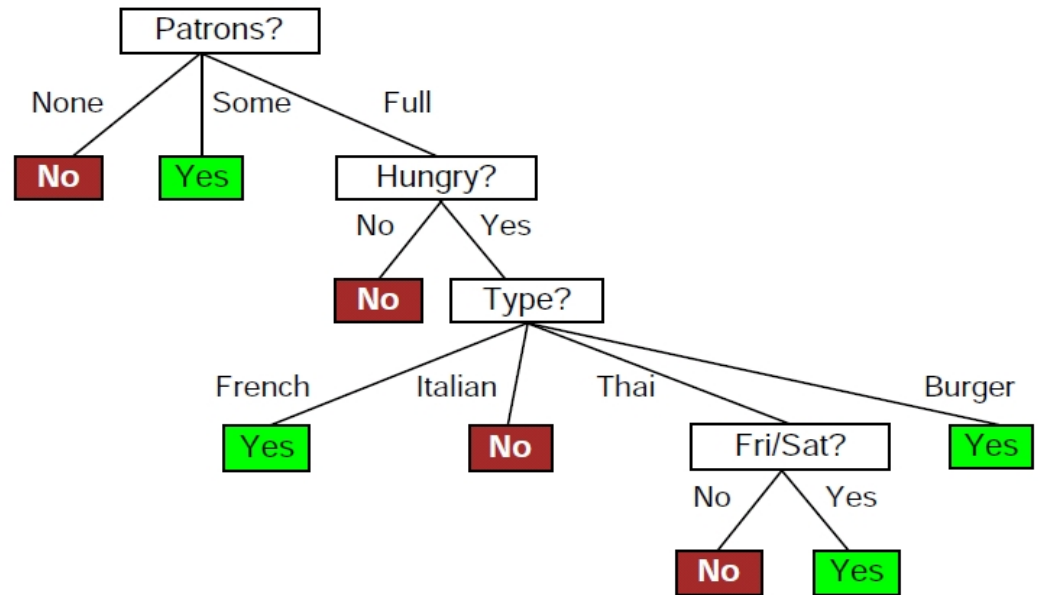 Patrons?
None Some Full
No Yes Hungry?
No Yes
No Type?
French Italian Thai Burger
Yes No Fri/Sat? Yes
No Yes
No Yes